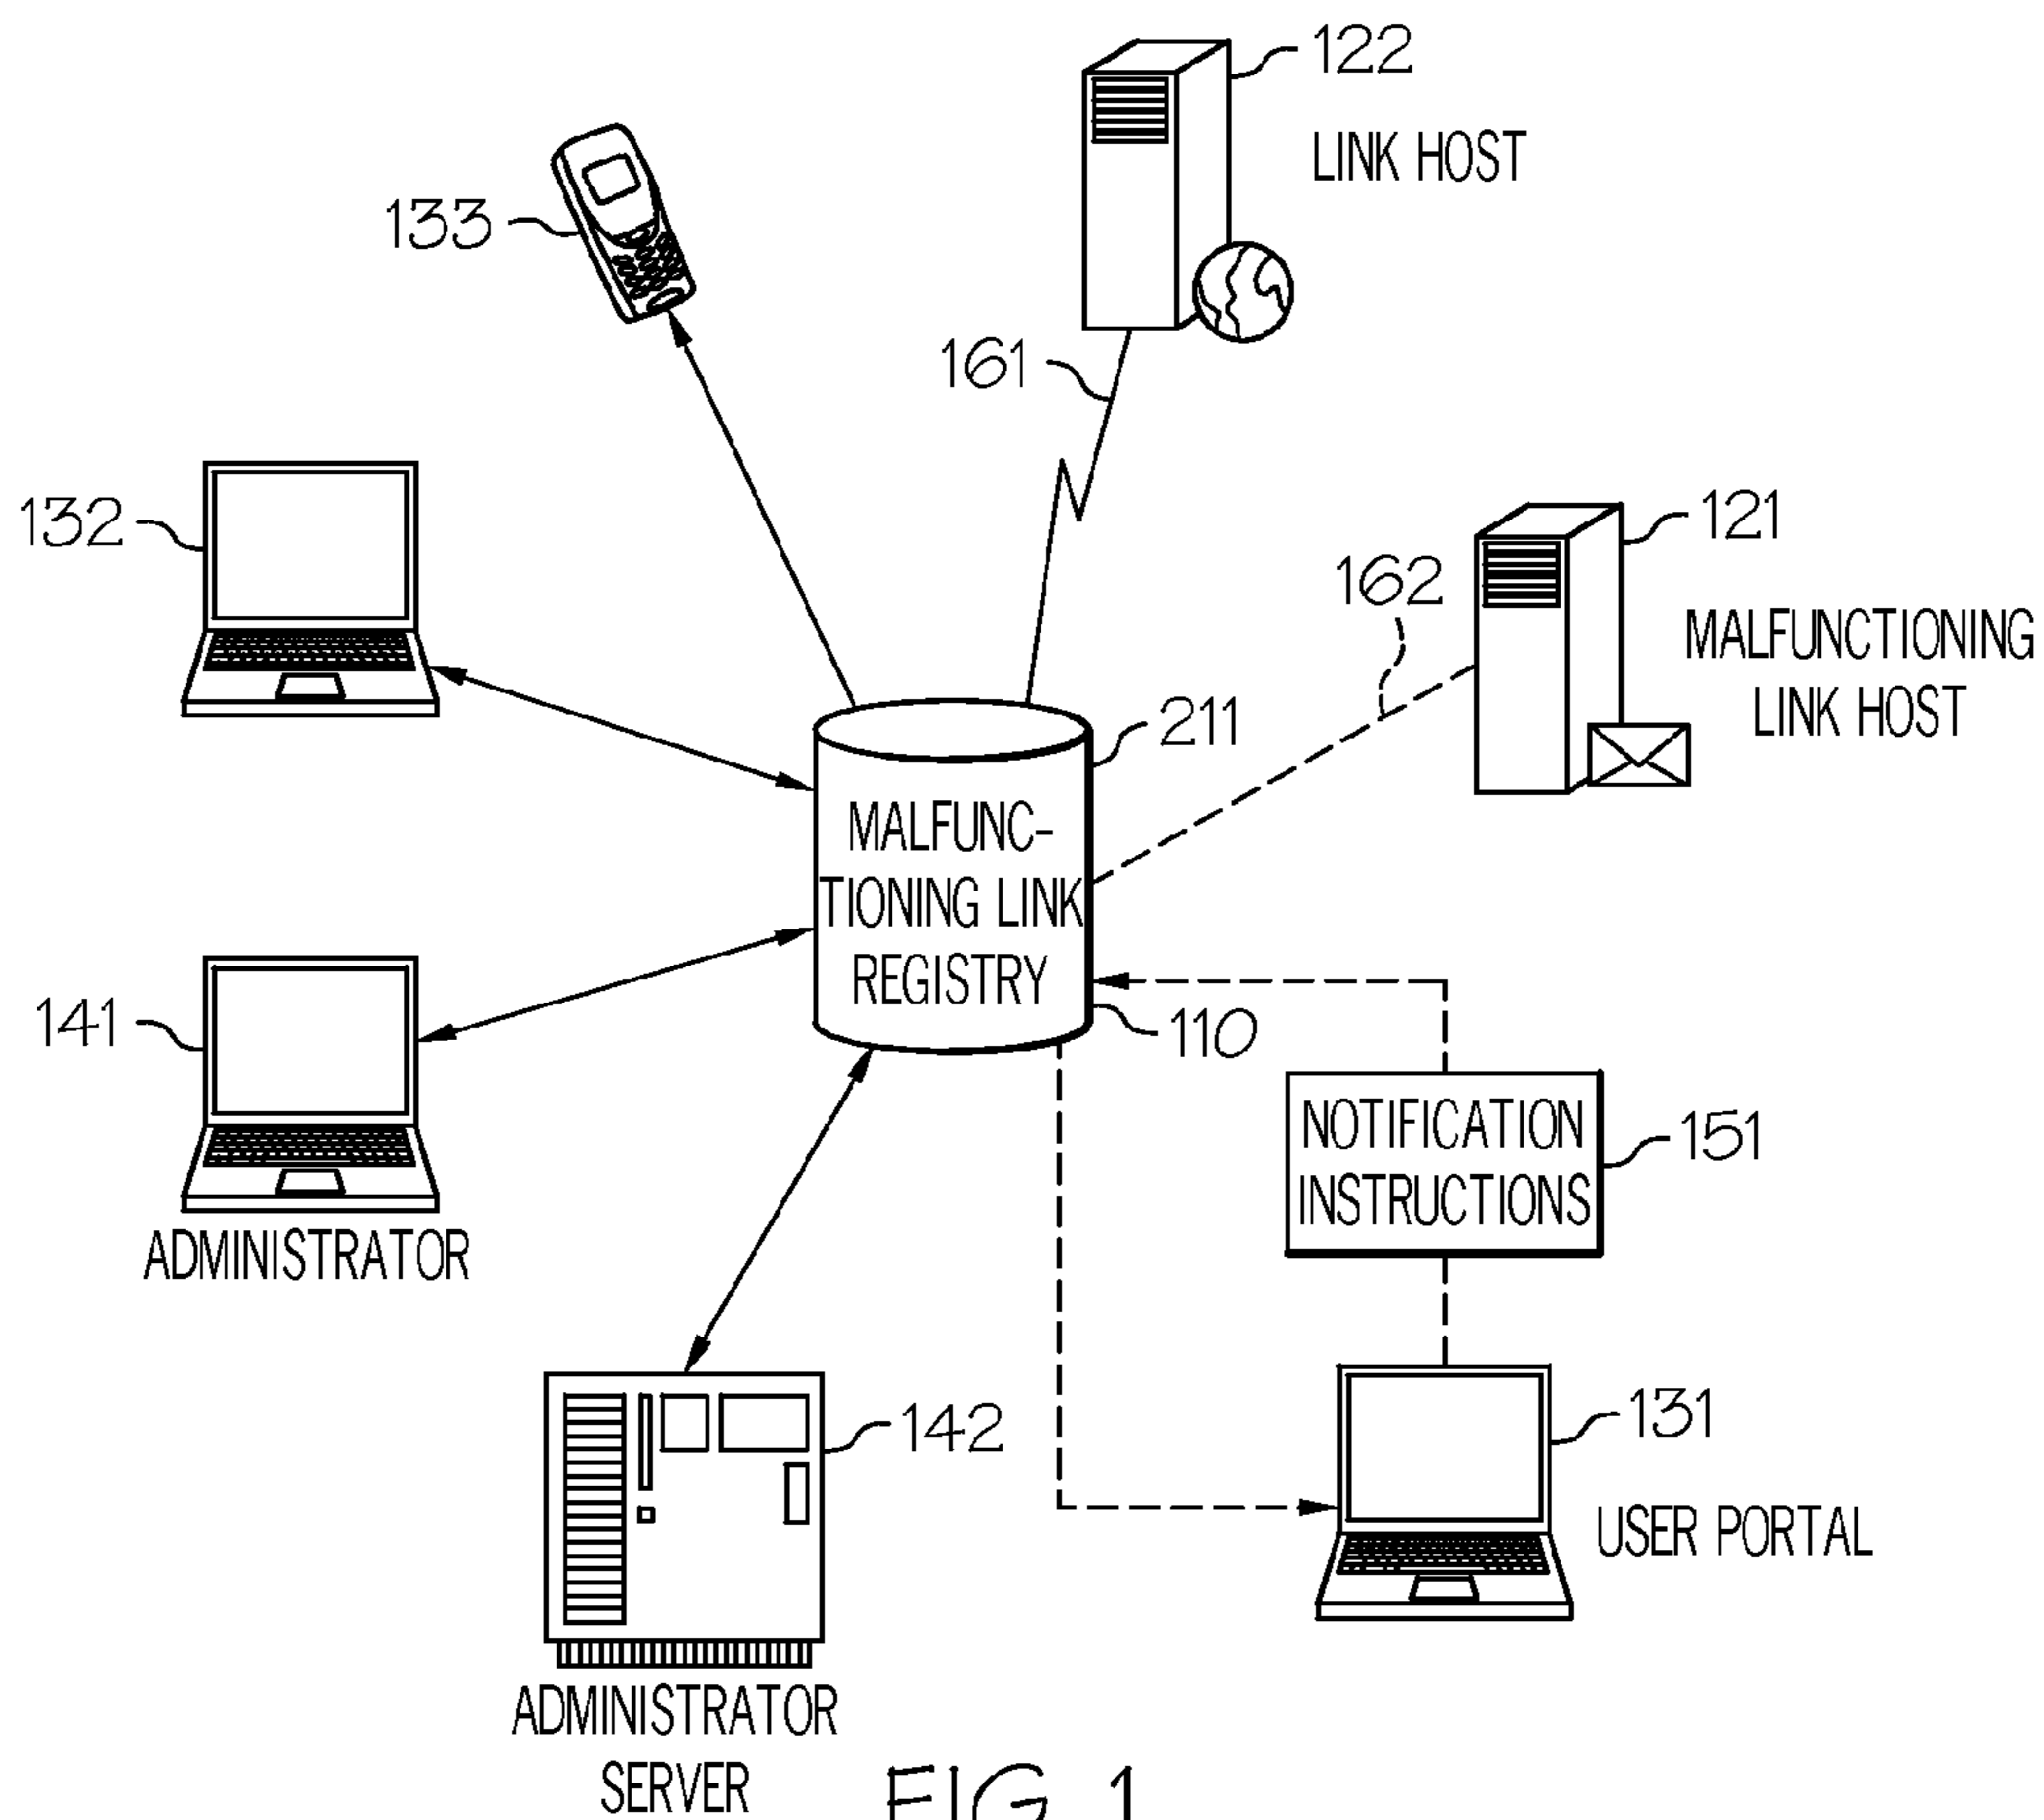 122
LINK HOST
133
161
132
121
162
MALFUNCTIONING
LINK HOST
211
MALFUNC-
TIONING LINK
REGISTRY
110
141
ADMINISTRATOR
NOTIFICATION
INSTRUCTIONS
151
142
131
USER PORTAL
ADMINISTRATOR
SERVER
FIG 1